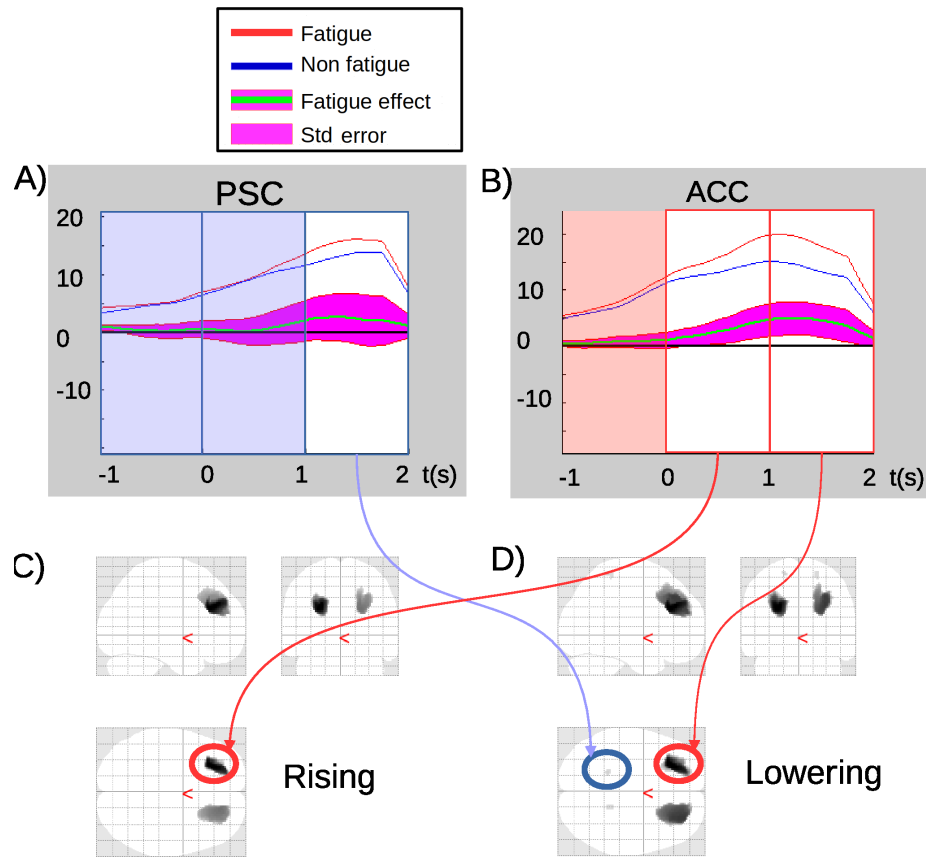 Fatigue
Non fatigue
Fatigue effect
Std error
A)
PSC
20
10
0
-10
-1 0 1 2 t(s)
B)
ACC
20
10
0
-10
-1 0 1 2 t(s)
C)
<
<
<
Rising
D)
<
<
<
Lowering